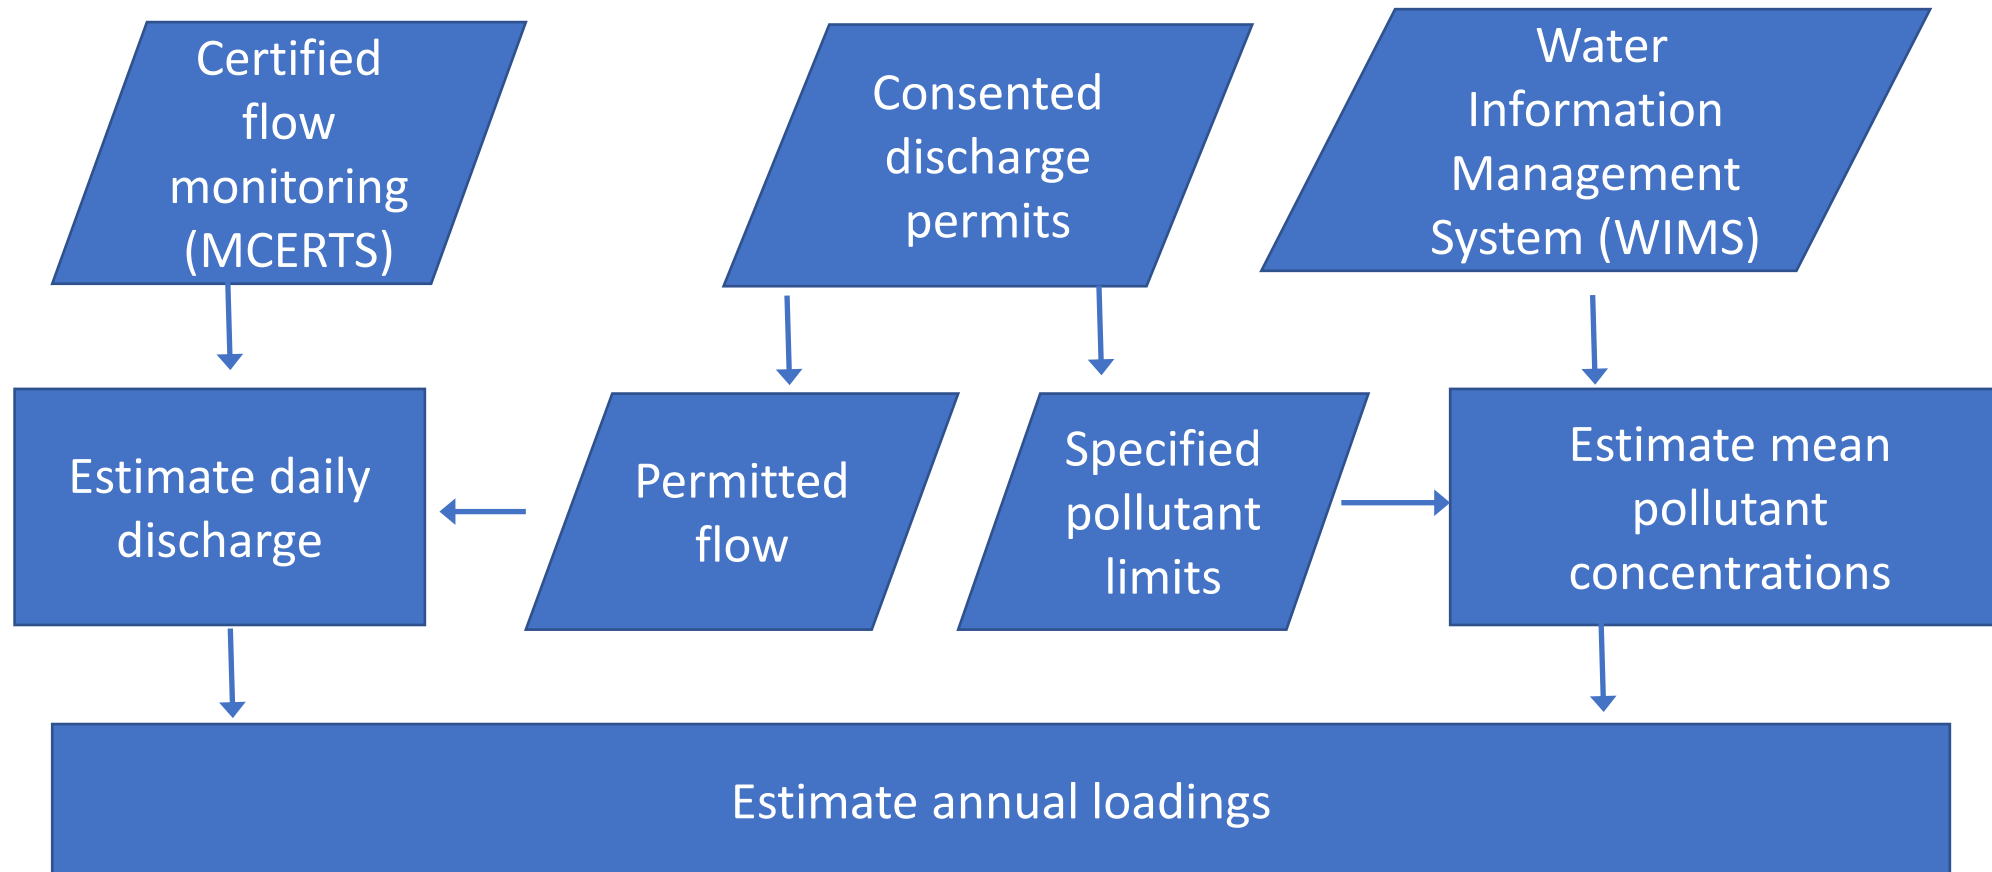 Certified
flow
monitoring
(MCERTS)
Consented
discharge
permits
Water
Information
Management
System (WIMS)
Estimate daily
discharge
Permitted
flow
Specified
pollutant
limits
Estimate mean
pollutant
concentrations
Estimate annual loadings